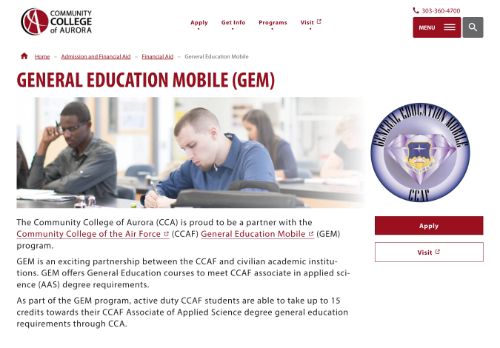 COMMUNITY
COLLEGE
of AURORA
Apply
Get Info
Programs
Visit
303-360-4700
MENU
Home – Admission and Financial Aid – Financial Aid – General Education Mobile
GENERAL EDUCATION MOBILE (GEM)
GENERAL EDUCATION MOBILE
CCAF
The Community College of Aurora (CCA) is proud to be a partner with the
Community College of the Air Force (CCAF) General Education Mobile (GEM)
program.
GEM is an exciting partnership between the CCAF and civilian academic institu-
tions. GEM offers General Education courses to meet CCAF associate in applied sci-
ence (AAS) degree requirements.
As part of the GEM program, active duty CCAF students are able to take up to 15
credits towards their CCAF Associate of Applied Science degree general education
requirements through CCA.
Apply
Visit